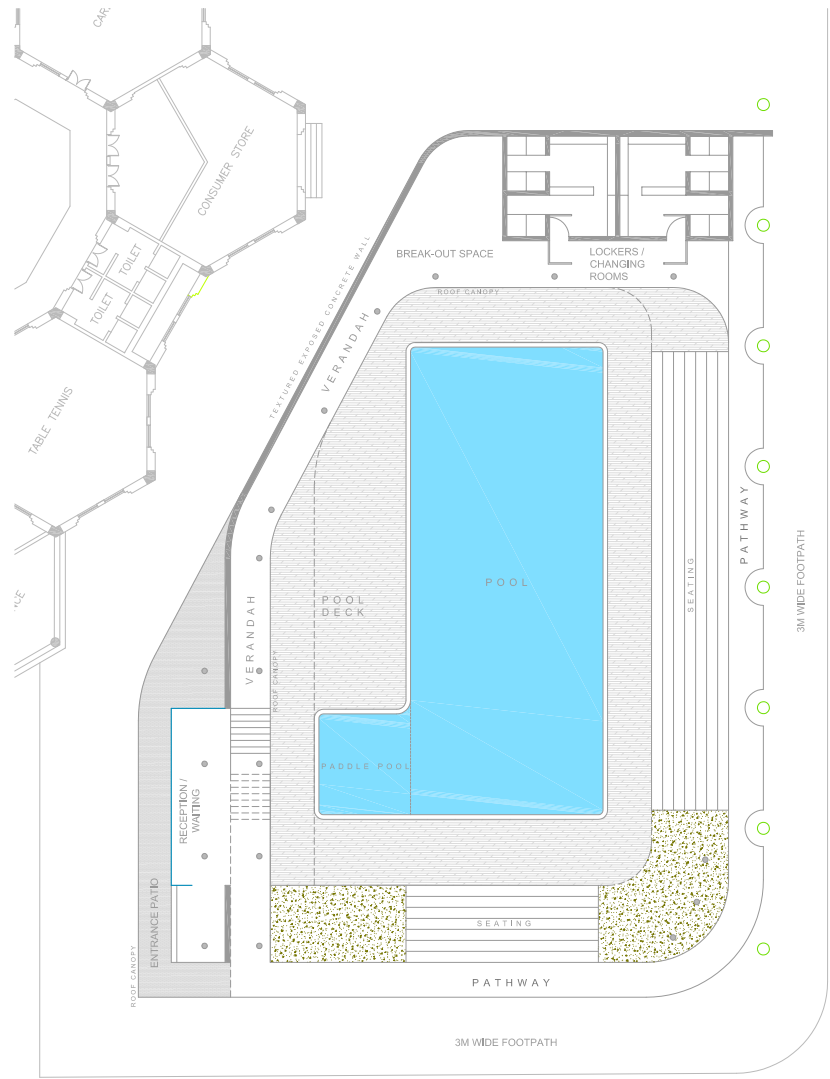 CAR
CONSUMER STORE
TOILET
TOILET
TABLE TENNIS
TEXTURED EXPOSED CONCRETE WALL
BREAK-OUT SPACE
LOCKERS /
CHANGING
ROOMS
ROOF CANOPY
VERANDAH
POOL
POOL
DECK
SEATING
PATHWAY
3M WIDE FOOTPATH
VERANDAH
ROOF CANOPY
PADDLE POOL
RECEPTION /
WAITING
ENTRANCE PATIO
ROOF CANOPY
SEATING
PATHWAY
3M WIDE FOOTPATH